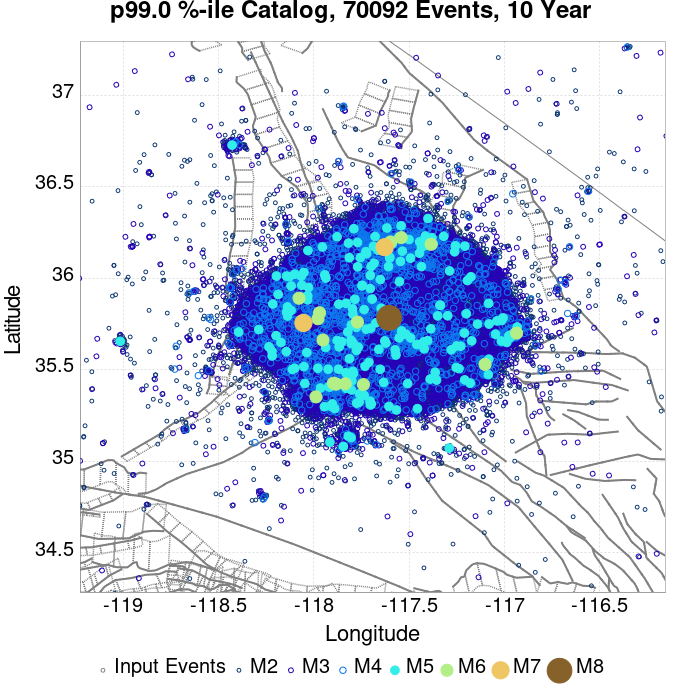 p99.0 %-ile Catalog, 70092 Events, 10 Year
37
36.5
36
35.5
35
34.5
Latitude
-119 -118.5 -118 -117.5 -117 -116.5
Longitude
Input Events M2 M3 M4 M5 M6 M7 M8